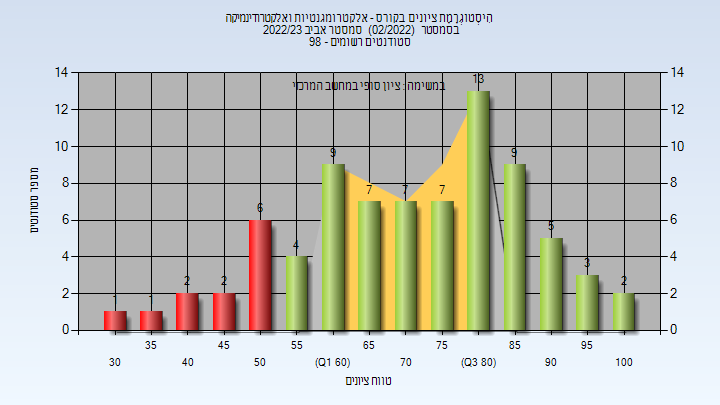 הִיסְטוֹגְרָמַת ציונים בקורס - אלקטרומגנטיות ואלקטרודינמיקה
בסמסטר (02/2022) סמסטר אביב 2022/23
סטודנטים רשומים - 98
במשימה : ציון סופי במחשב המרכזי
14 14
12 12
10 10
8 8
6 6
4 4
2 2
0 0
1 1 2 2 6 4 9 7 7 7 13 9 5 3 2
מספר סטודנטים
35 45 55 65 75 85 95
30 40 50 (Q1 60) 70 (Q3 80) 90 100
טווח ציונים